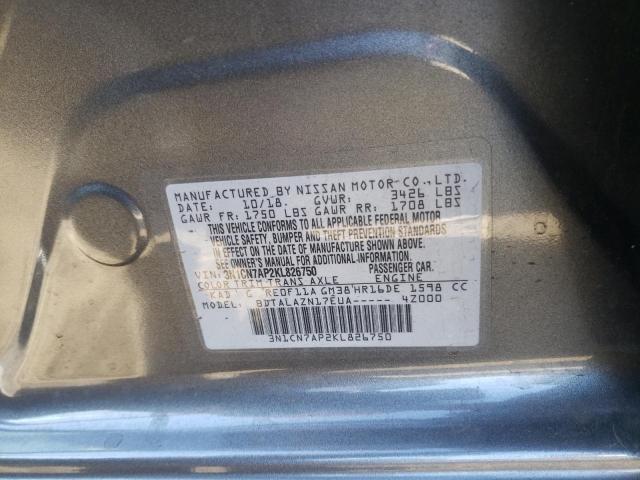 MANUFACTURED BY NISSAN MOTOR CO., LTD.
DATE: 10/18 GVWR: 3426 LBS
GAWR FR: 1750 LBS GAWR RR: 1708 LBS
THIS VEHICLE CONFORMS TO ALL APPLICABLE FEDERAL MOTOR
VEHICLE SAFETY, BUMPER AND THEFT PREVENTION STANDARDS
IN EFFECT ON THE DATE OF MANUFACTURE SHOWN ABOVE.
SEE OWNER'S MANUAL FOR ADDITIONAL INFORMATION.
VIN: 3N1CN7AP2KL826750 PASSENGER CAR.
COLOR TRIM TRANS AXLE ENGINE
KAD G RE0F11A GM38 HR16DE 1598 CC
MODEL: BDTALAZN17EUA----- 4Z000
3N1CN7AP2KL826750